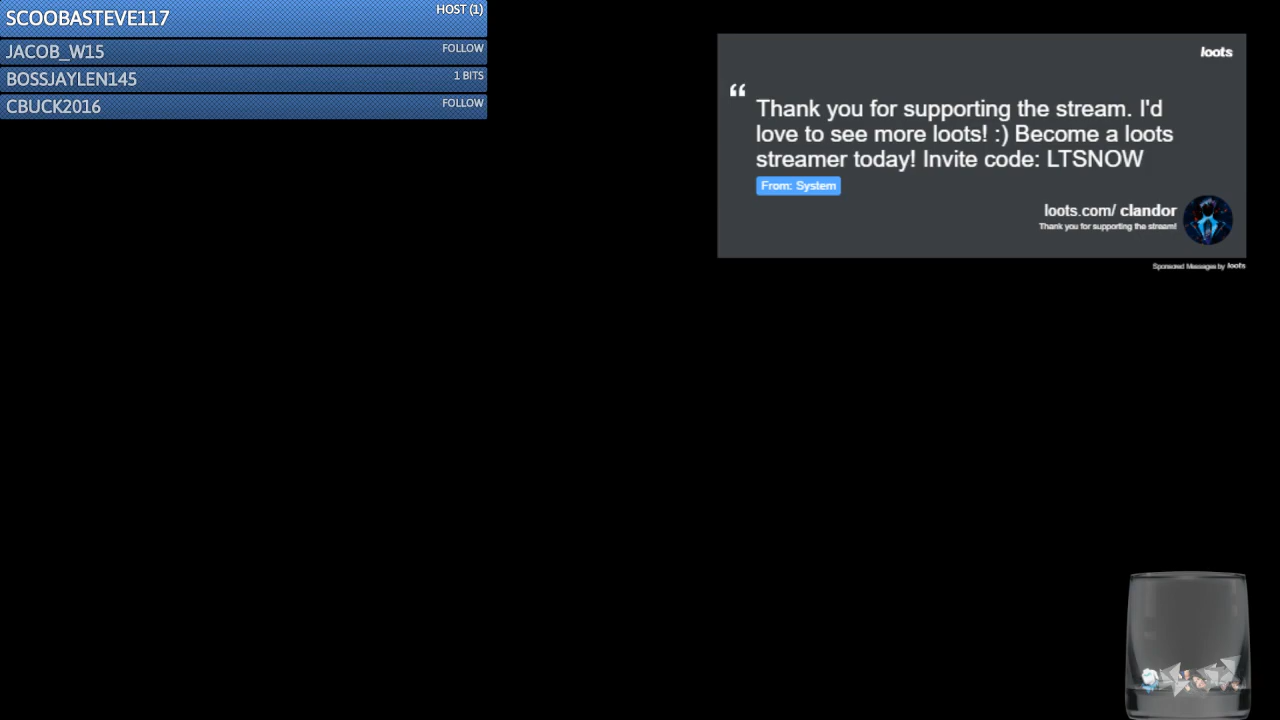 SCOOBASTEVE117 HOST (1)
JACOB_W15 FOLLOW
BOSSJAYLEN145 1 BITS
CBUCK2016 FOLLOW
loots
“
Thank you for supporting the stream. I'd
love to see more loots! :) Become a loots
streamer today! Invite code: LTSNOW
From: System
loots.com/ clandor
Thank you for supporting the stream!
Sponsored Messages by loots